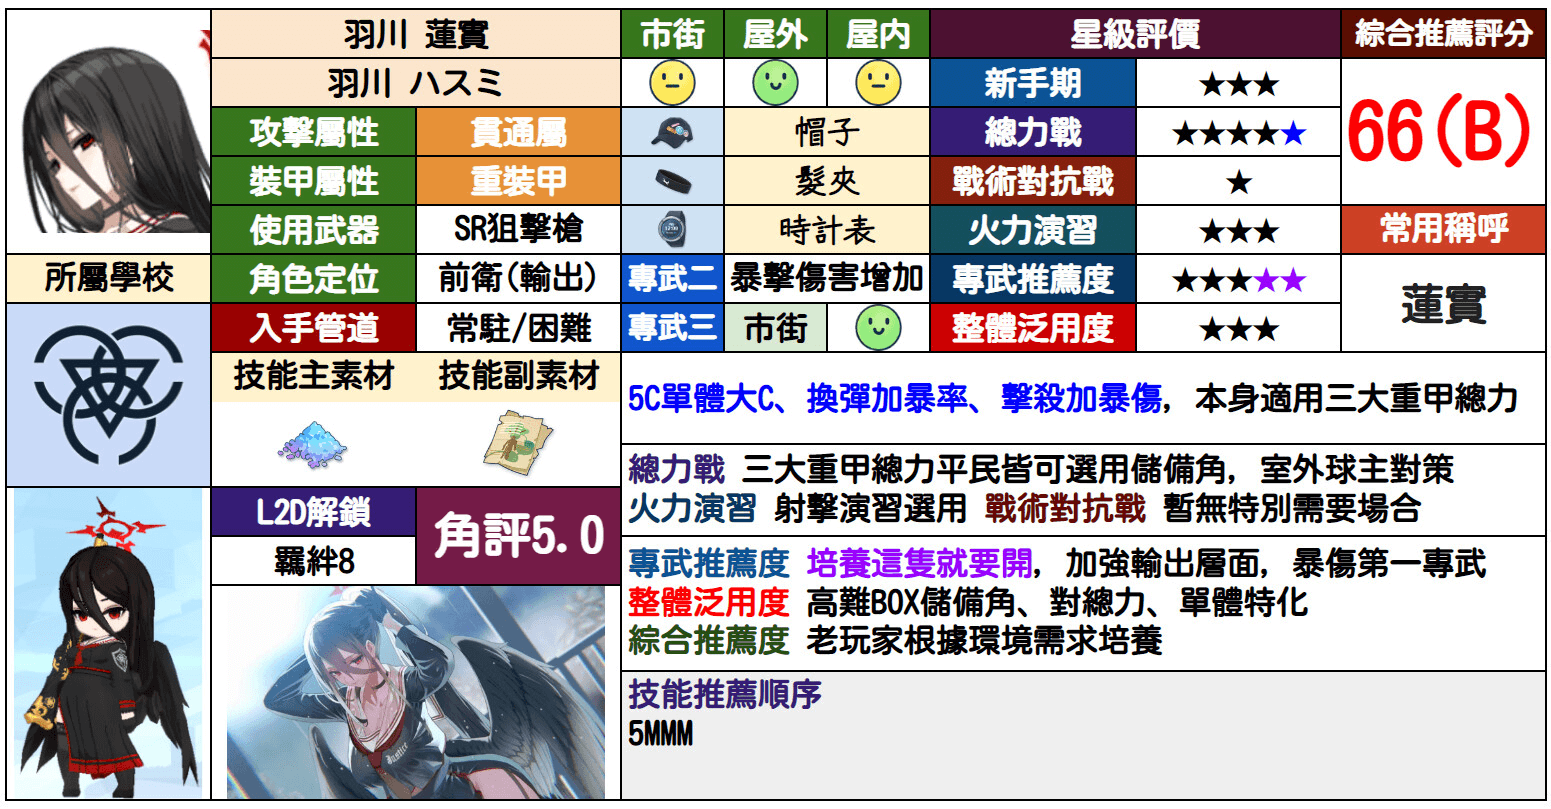 羽川 蓮實
市街
屋外
屋内
星級評價
綜合推薦評分
羽川 ハスミ
新手期
★★★
66(B)
攻擊屬性
貫通屬
帽子
總力戰
★★★★★
裝甲屬性
重裝甲
髮夾
戰術對抗戰
★
使用武器
SR狙擊槍
時計表
火力演習
★★★
常用稱呼
所屬學校
角色定位
前衛(輸出)
專武二
暴擊傷害增加
專武推薦度
★★★★★
蓮實
入手管道
常駐/困難
專武三
市街
整體泛用度
★★★
技能主素材
技能副素材
5C單體大C、換彈加暴率、擊殺加暴傷, 本身適用三大重甲總力
總力戰 三大重甲總力平民皆可選用儲備角, 室外球主對策
火力演習 射擊演習選用 戰術對抗戰 暫無特別需要場合
L2D解鎖
角評5.0
羈絆8
專武推薦度 培養這隻就要開, 加強輸出層面, 暴傷第一專武
整體泛用度 高難BOX儲備角、對總力、單體特化
綜合推薦度 老玩家根據環境需求培養
技能推薦順序
5MMM
Justice